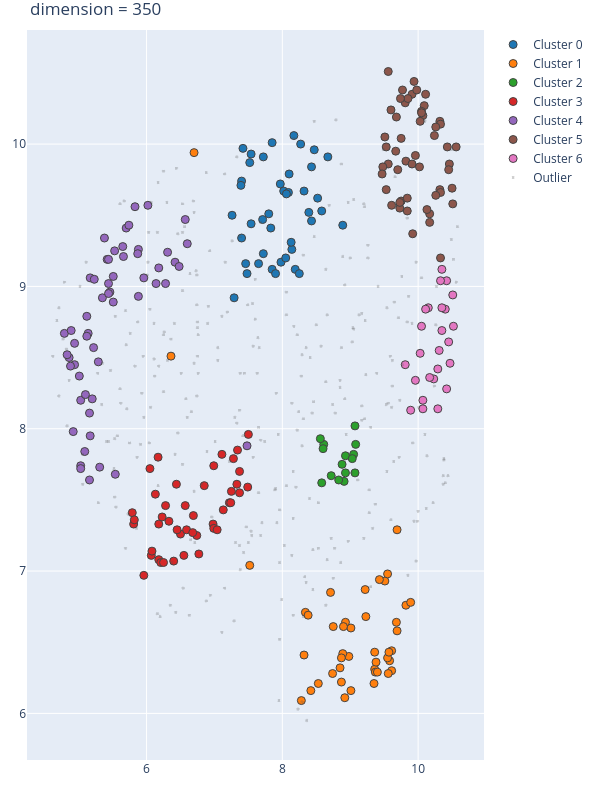 dimension = 350
Cluster 0
Cluster 1
Cluster 2
Cluster 3
Cluster 4
Cluster 5
Cluster 6
Outlier
10
9
8
7
6
6
8
10